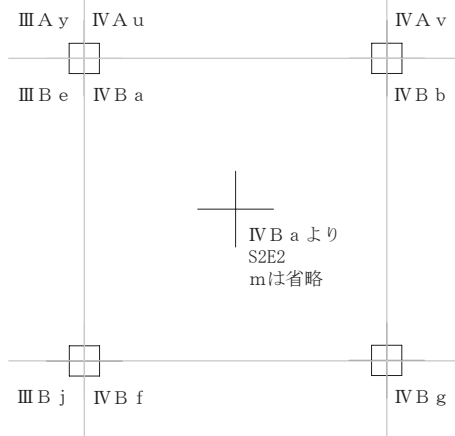 ⅢAy ⅣAu ⅣAv
ⅢBe ⅣBa ⅣBb
ⅣBaより
S2E2
mは省略
ⅢBj ⅣBf ⅣBg